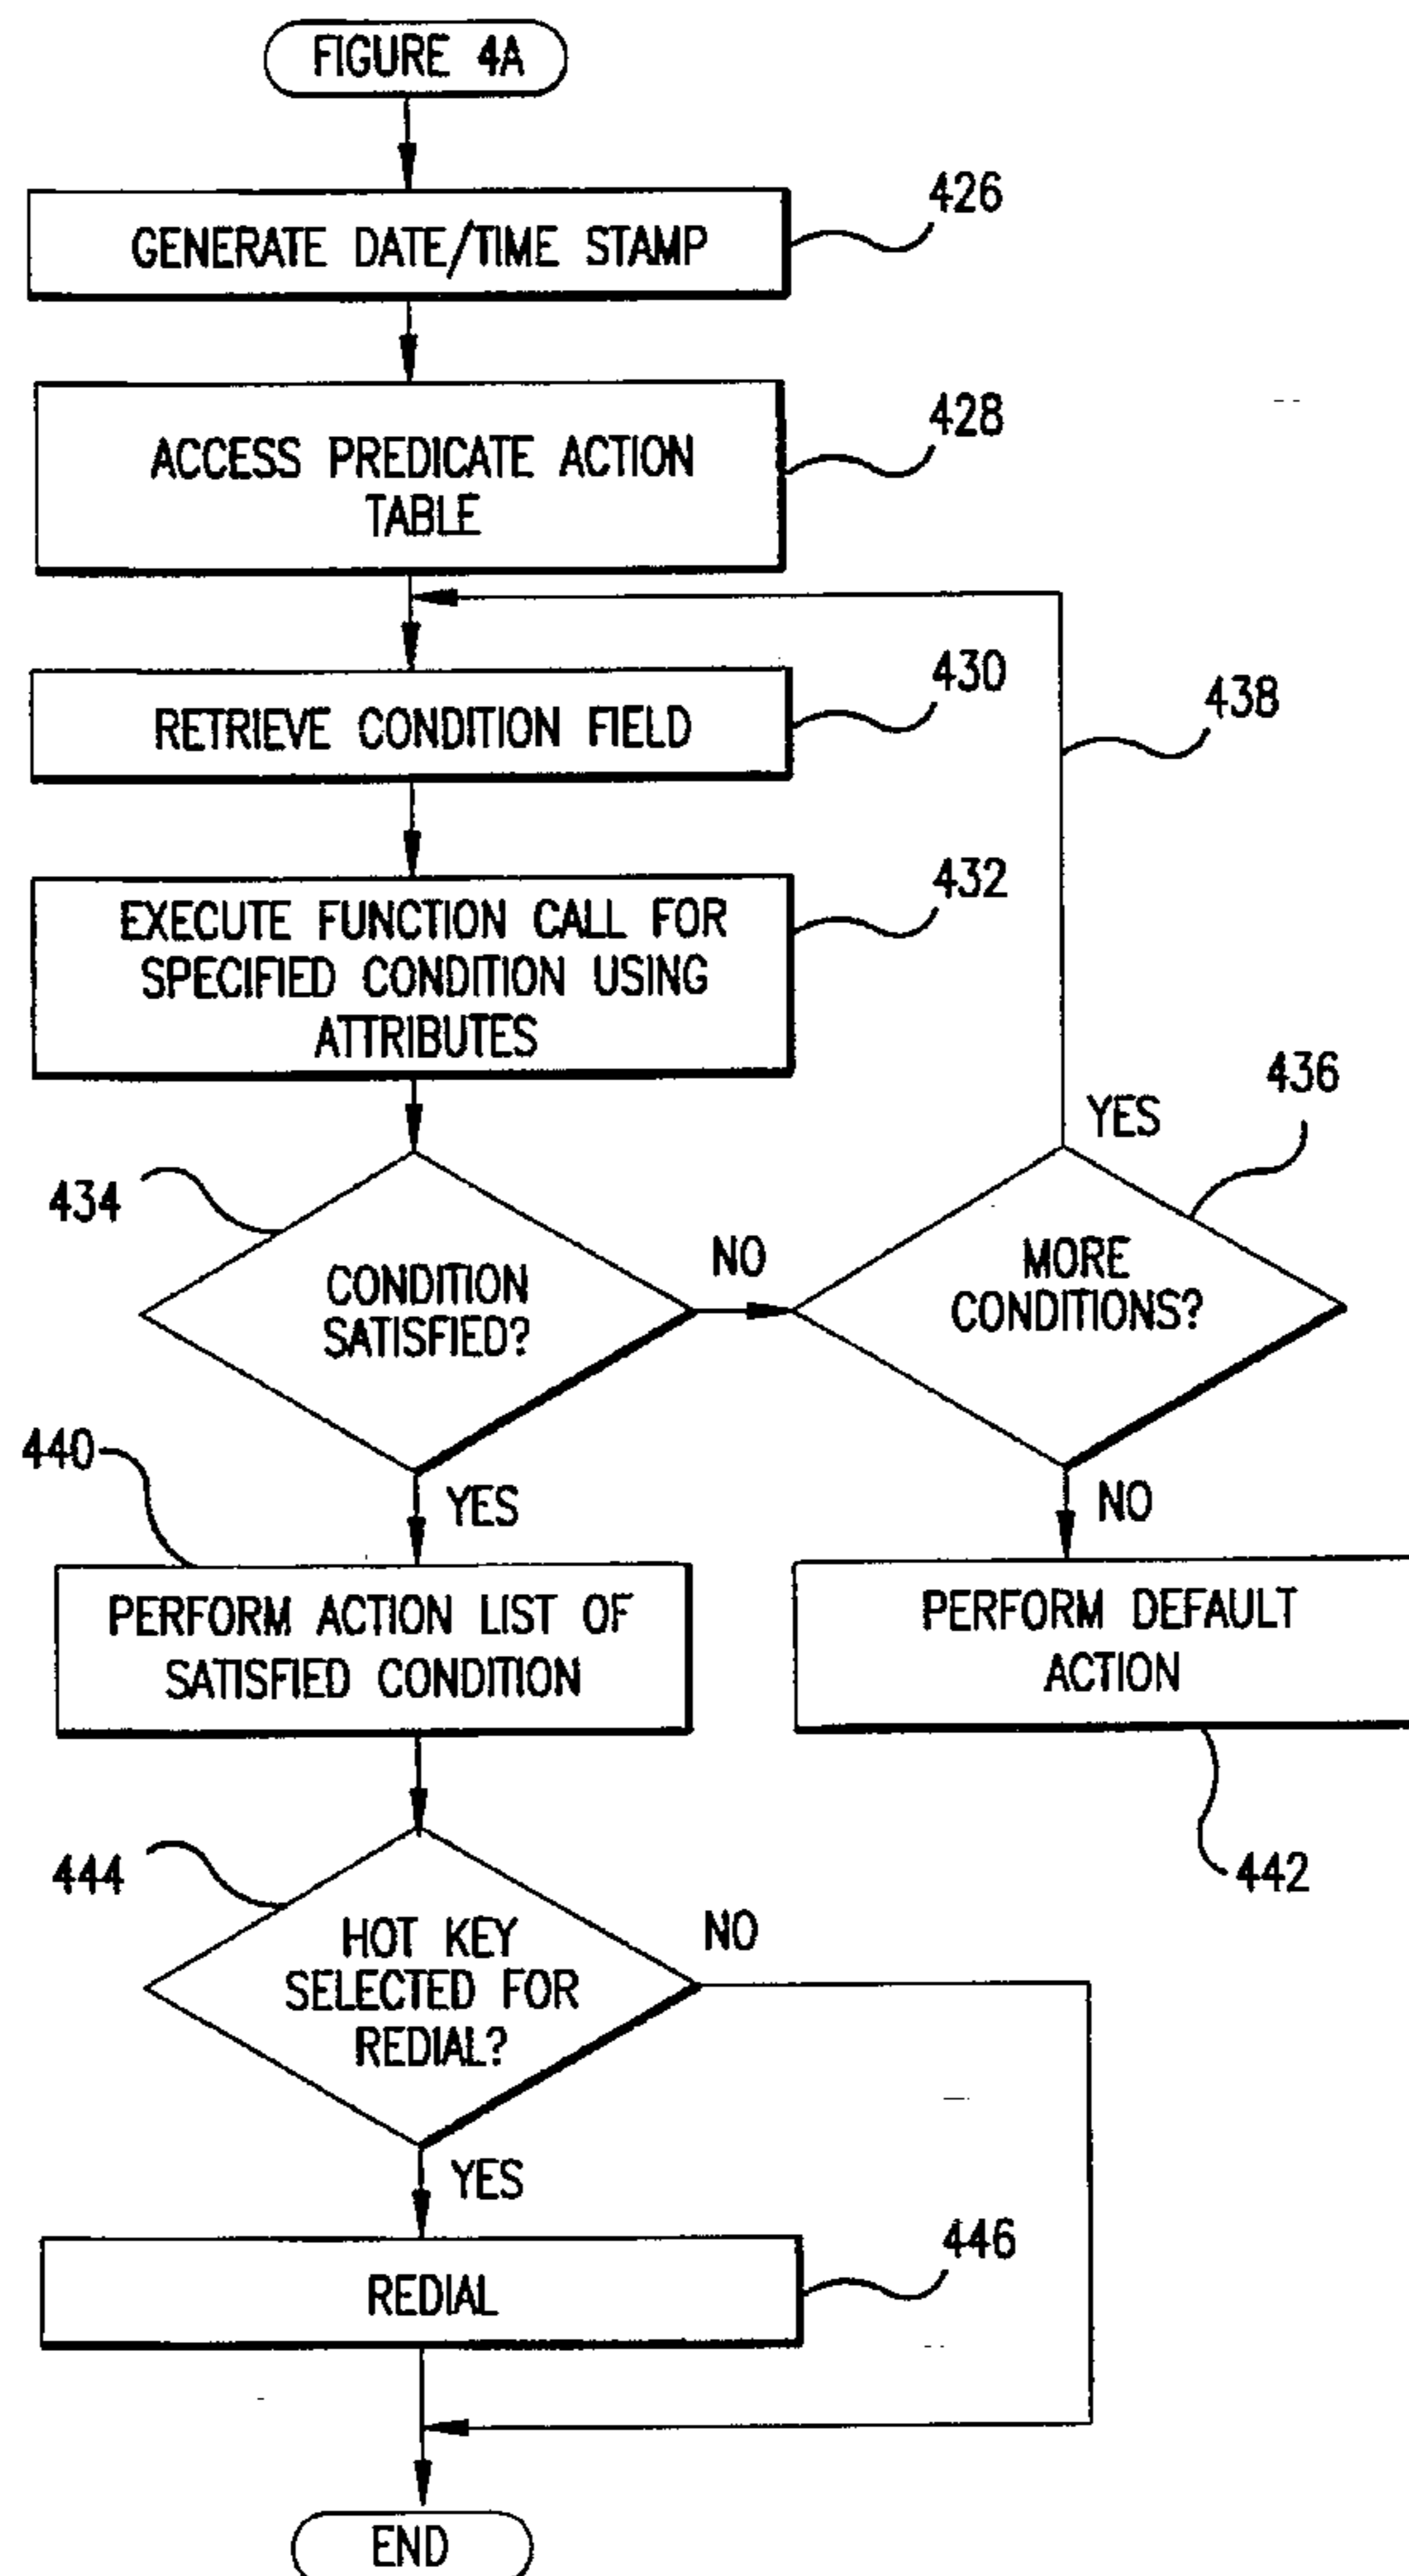 FIGURE 4A
426
GENERATE DATE/TIME STAMP
428
ACCESS PREDICATE ACTION
TABLE
430
RETRIEVE CONDITION FIELD
438
432
EXECUTE FUNCTION CALL FOR
SPECIFIED CONDITION USING
ATTRIBUTES
436
YES
434
NO
CONDITION
SATISFIED?
MORE
CONDITIONS?
440
YES
NO
PERFORM ACTION LIST OF
SATISFIED CONDITION
PERFORM DEFAULT
ACTION
442
444
NO
HOT KEY
SELECTED FOR
REDIAL?
YES
446
REDIAL
END